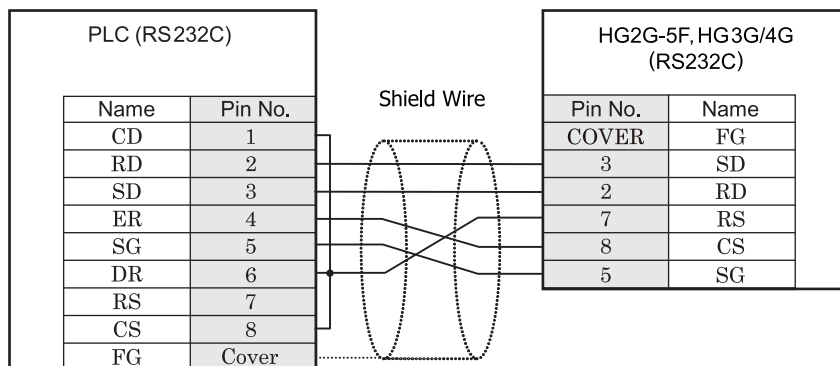 PLC (RS232C)
HG2G-5F, HG3G/4G
(RS232C)
Shield Wire
Name Pin No.
CD 1
RD 2
SD 3
ER 4
SG 5
DR 6
RS 7
CS 8
FG Cover
Pin No. Name
COVER FG
3 SD
2 RD
7 RS
8 CS
5 SG